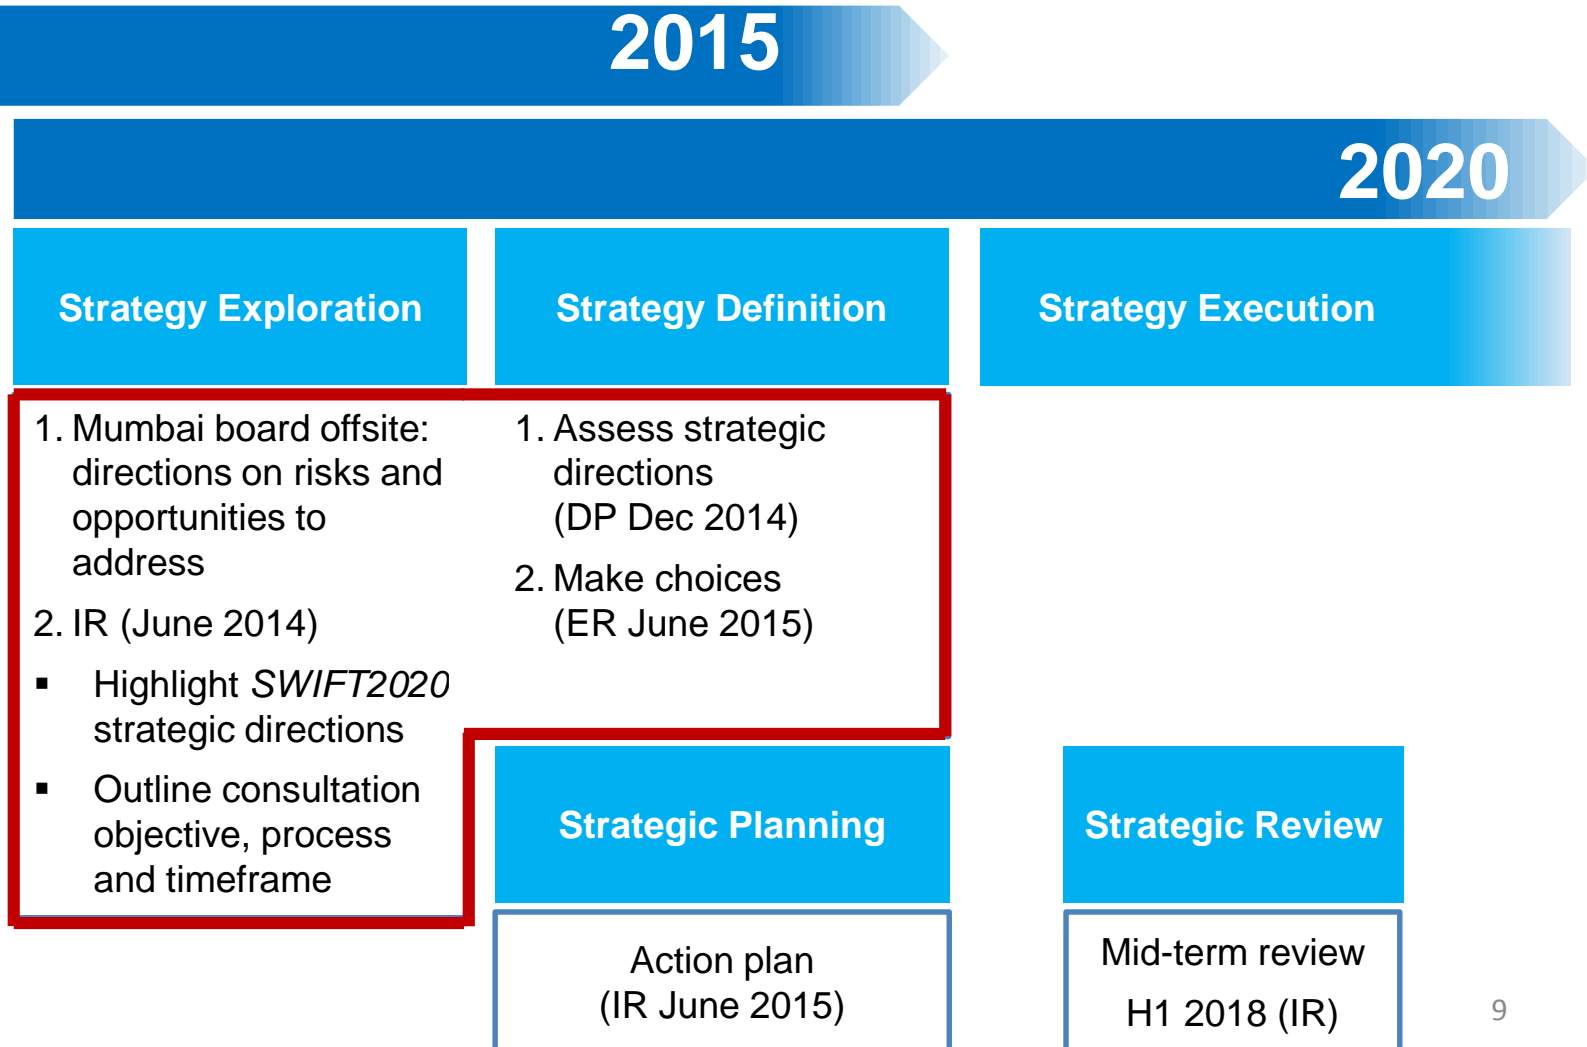 2015
2020
Strategy Exploration
Strategy Definition
Strategy Execution
1. Mumbai board offsite:
directions on risks and
opportunities to
address
2. IR (June 2014)
▪ Highlight SWIFT2020
strategic directions
▪ Outline consultation
objective, process
and timeframe
1. Assess strategic
directions
(DP Dec 2014)
2. Make choices
(ER June 2015)
Strategic Planning
Action plan
(IR June 2015)
Strategic Review
Mid-term review
H1 2018 (IR)
9